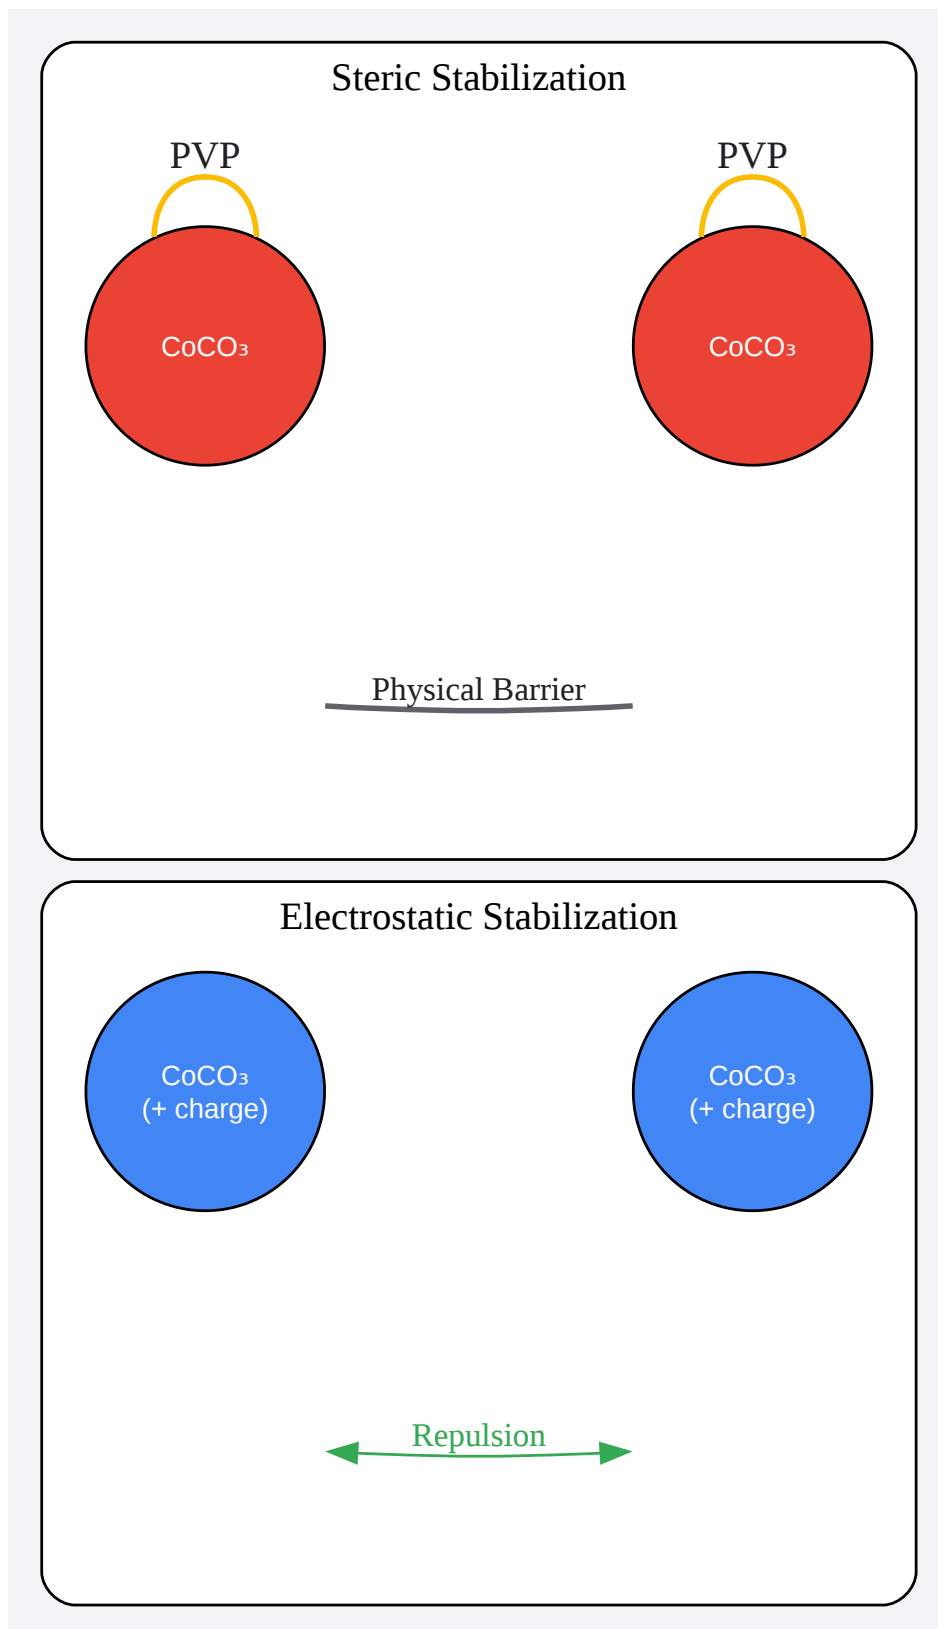 Steric Stabilization
PVP PVP
CoCO₃ CoCO₃
Physical Barrier
Electrostatic Stabilization
CoCO₃ CoCO₃
(+ charge) (+ charge)
Repulsion